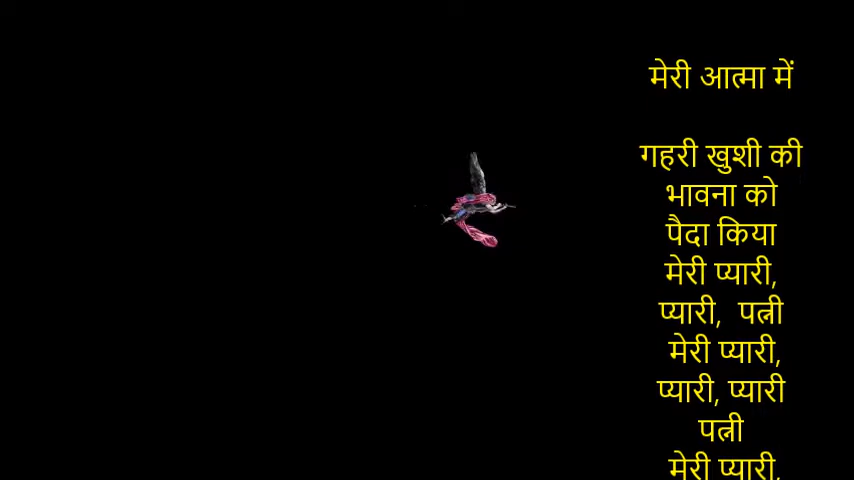 मेरी आत्मा में
गहरी खुशी की
भावना को
पैदा किया
मेरी प्यारी,
प्यारी, पत्नी
मेरी प्यारी,
प्यारी, प्यारी
पत्नी
मेरी प्यारी,